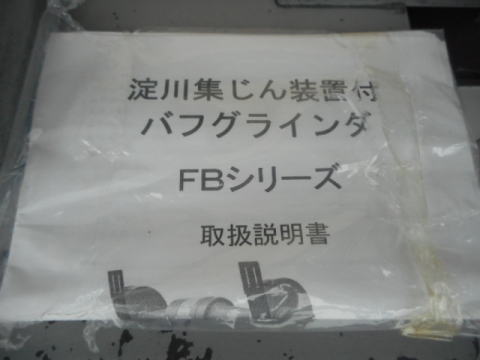 淀川集じん装置付
バフグラインダ
FBシリーズ
取扱説明書